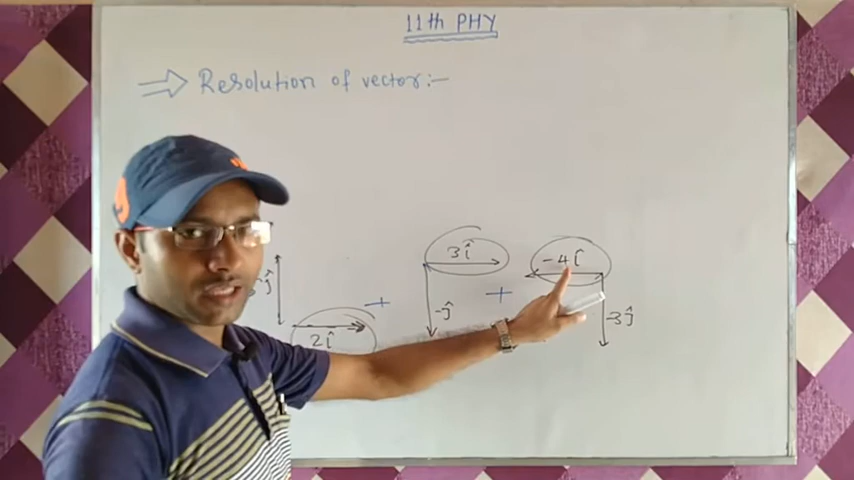 11th PHY
⇒ Resolution of vector :-
3î
-4î
+
+
-ĵ
-3ĵ
2î